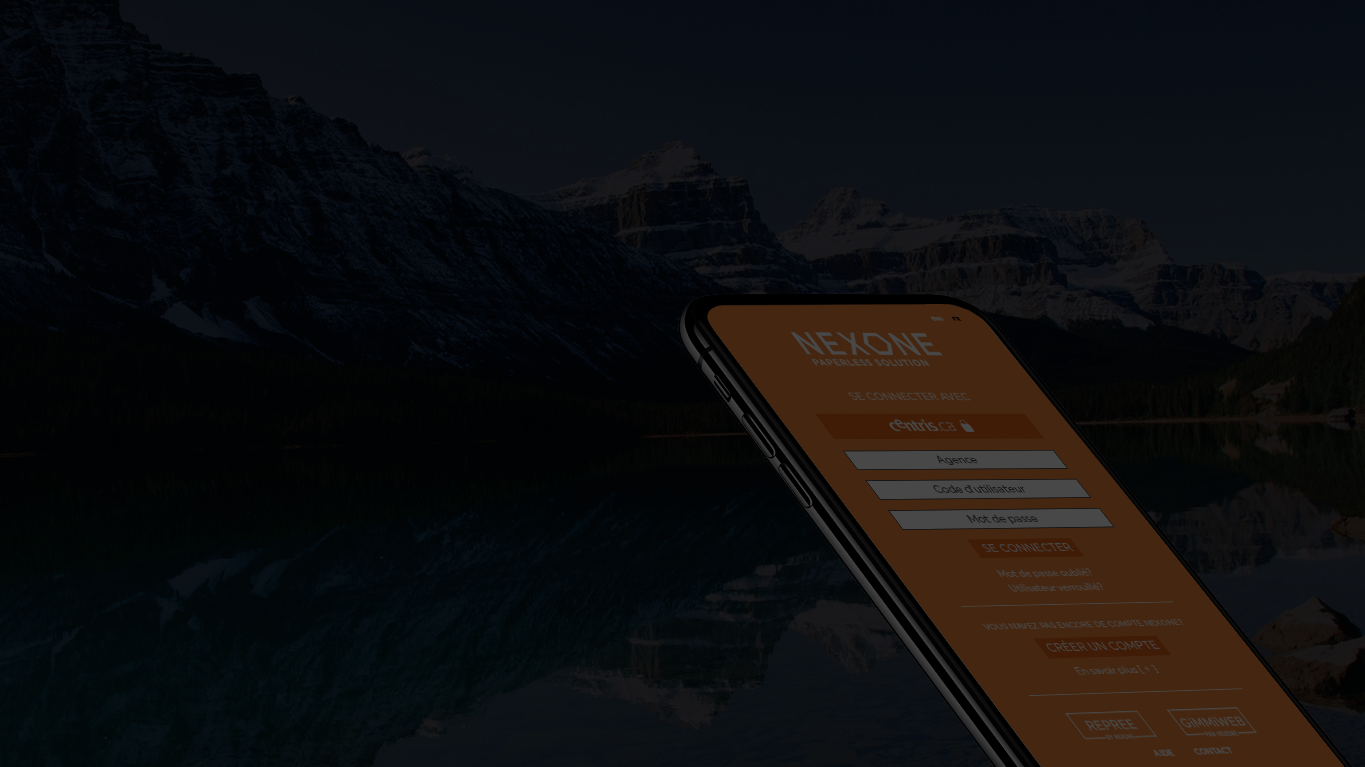 NEXONE
PAPERLESS SOLUTION
SE CONNECTER AVEC
centris.ca
Agence
Code d'utilisateur
Mot de passe
SE CONNECTER
Mot de passe oublié?
Utilisateur verrouillé?
VOUS N'AVEZ PAS ENCORE DE COMPTE NEXONE?
CRÉER UN COMPTE
En savoir plus [ + ]
REPREE GiMMiWEB
AIDE CONTACT